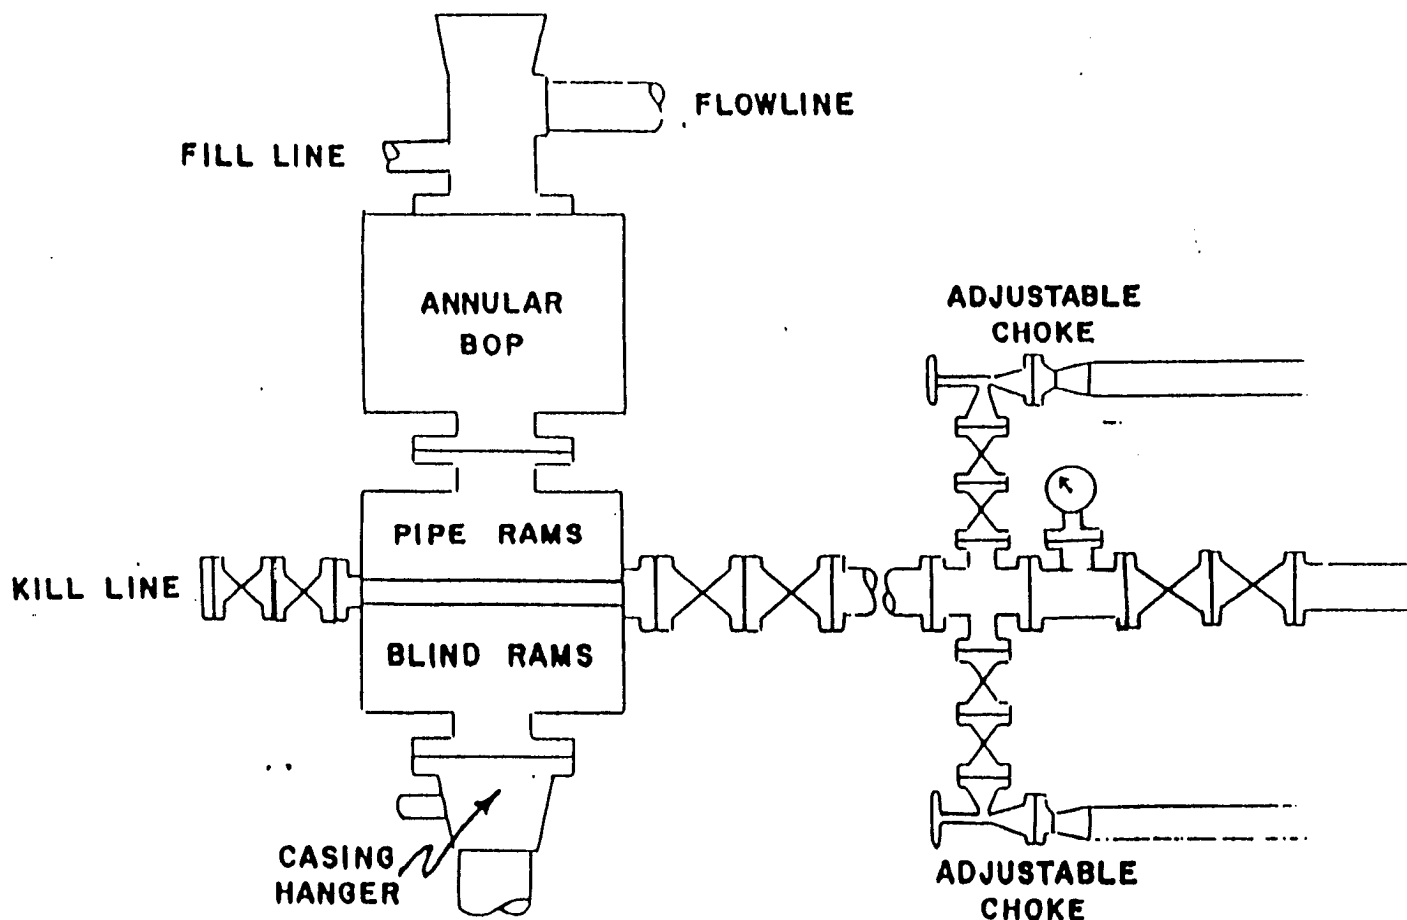 FLOWLINE
FILL LINE
ANNULAR
BOP
ADJUSTABLE
CHOKE
PIPE RAMS
KILL LINE
BLIND RAMS
CASING
HANGER
ADJUSTABLE
CHOKE